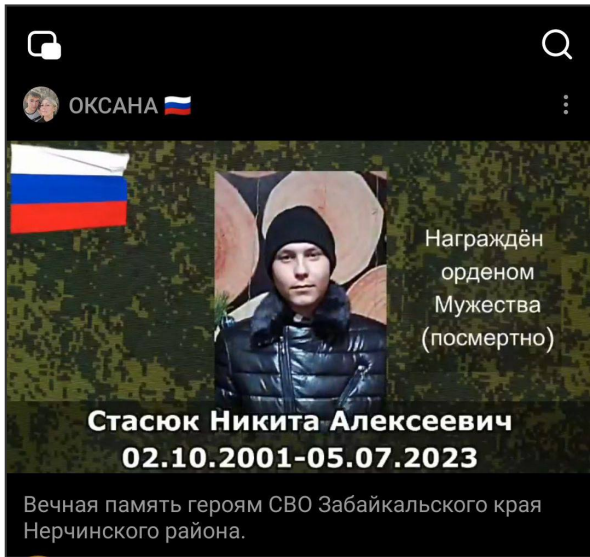 ОКСАНА
Награждён
орденом
Мужества
(посмертно)
Стасюк Никита Алексеевич
02.10.2001-05.07.2023
Вечная память героям СВО Забайкальского края
Нерчинского района.